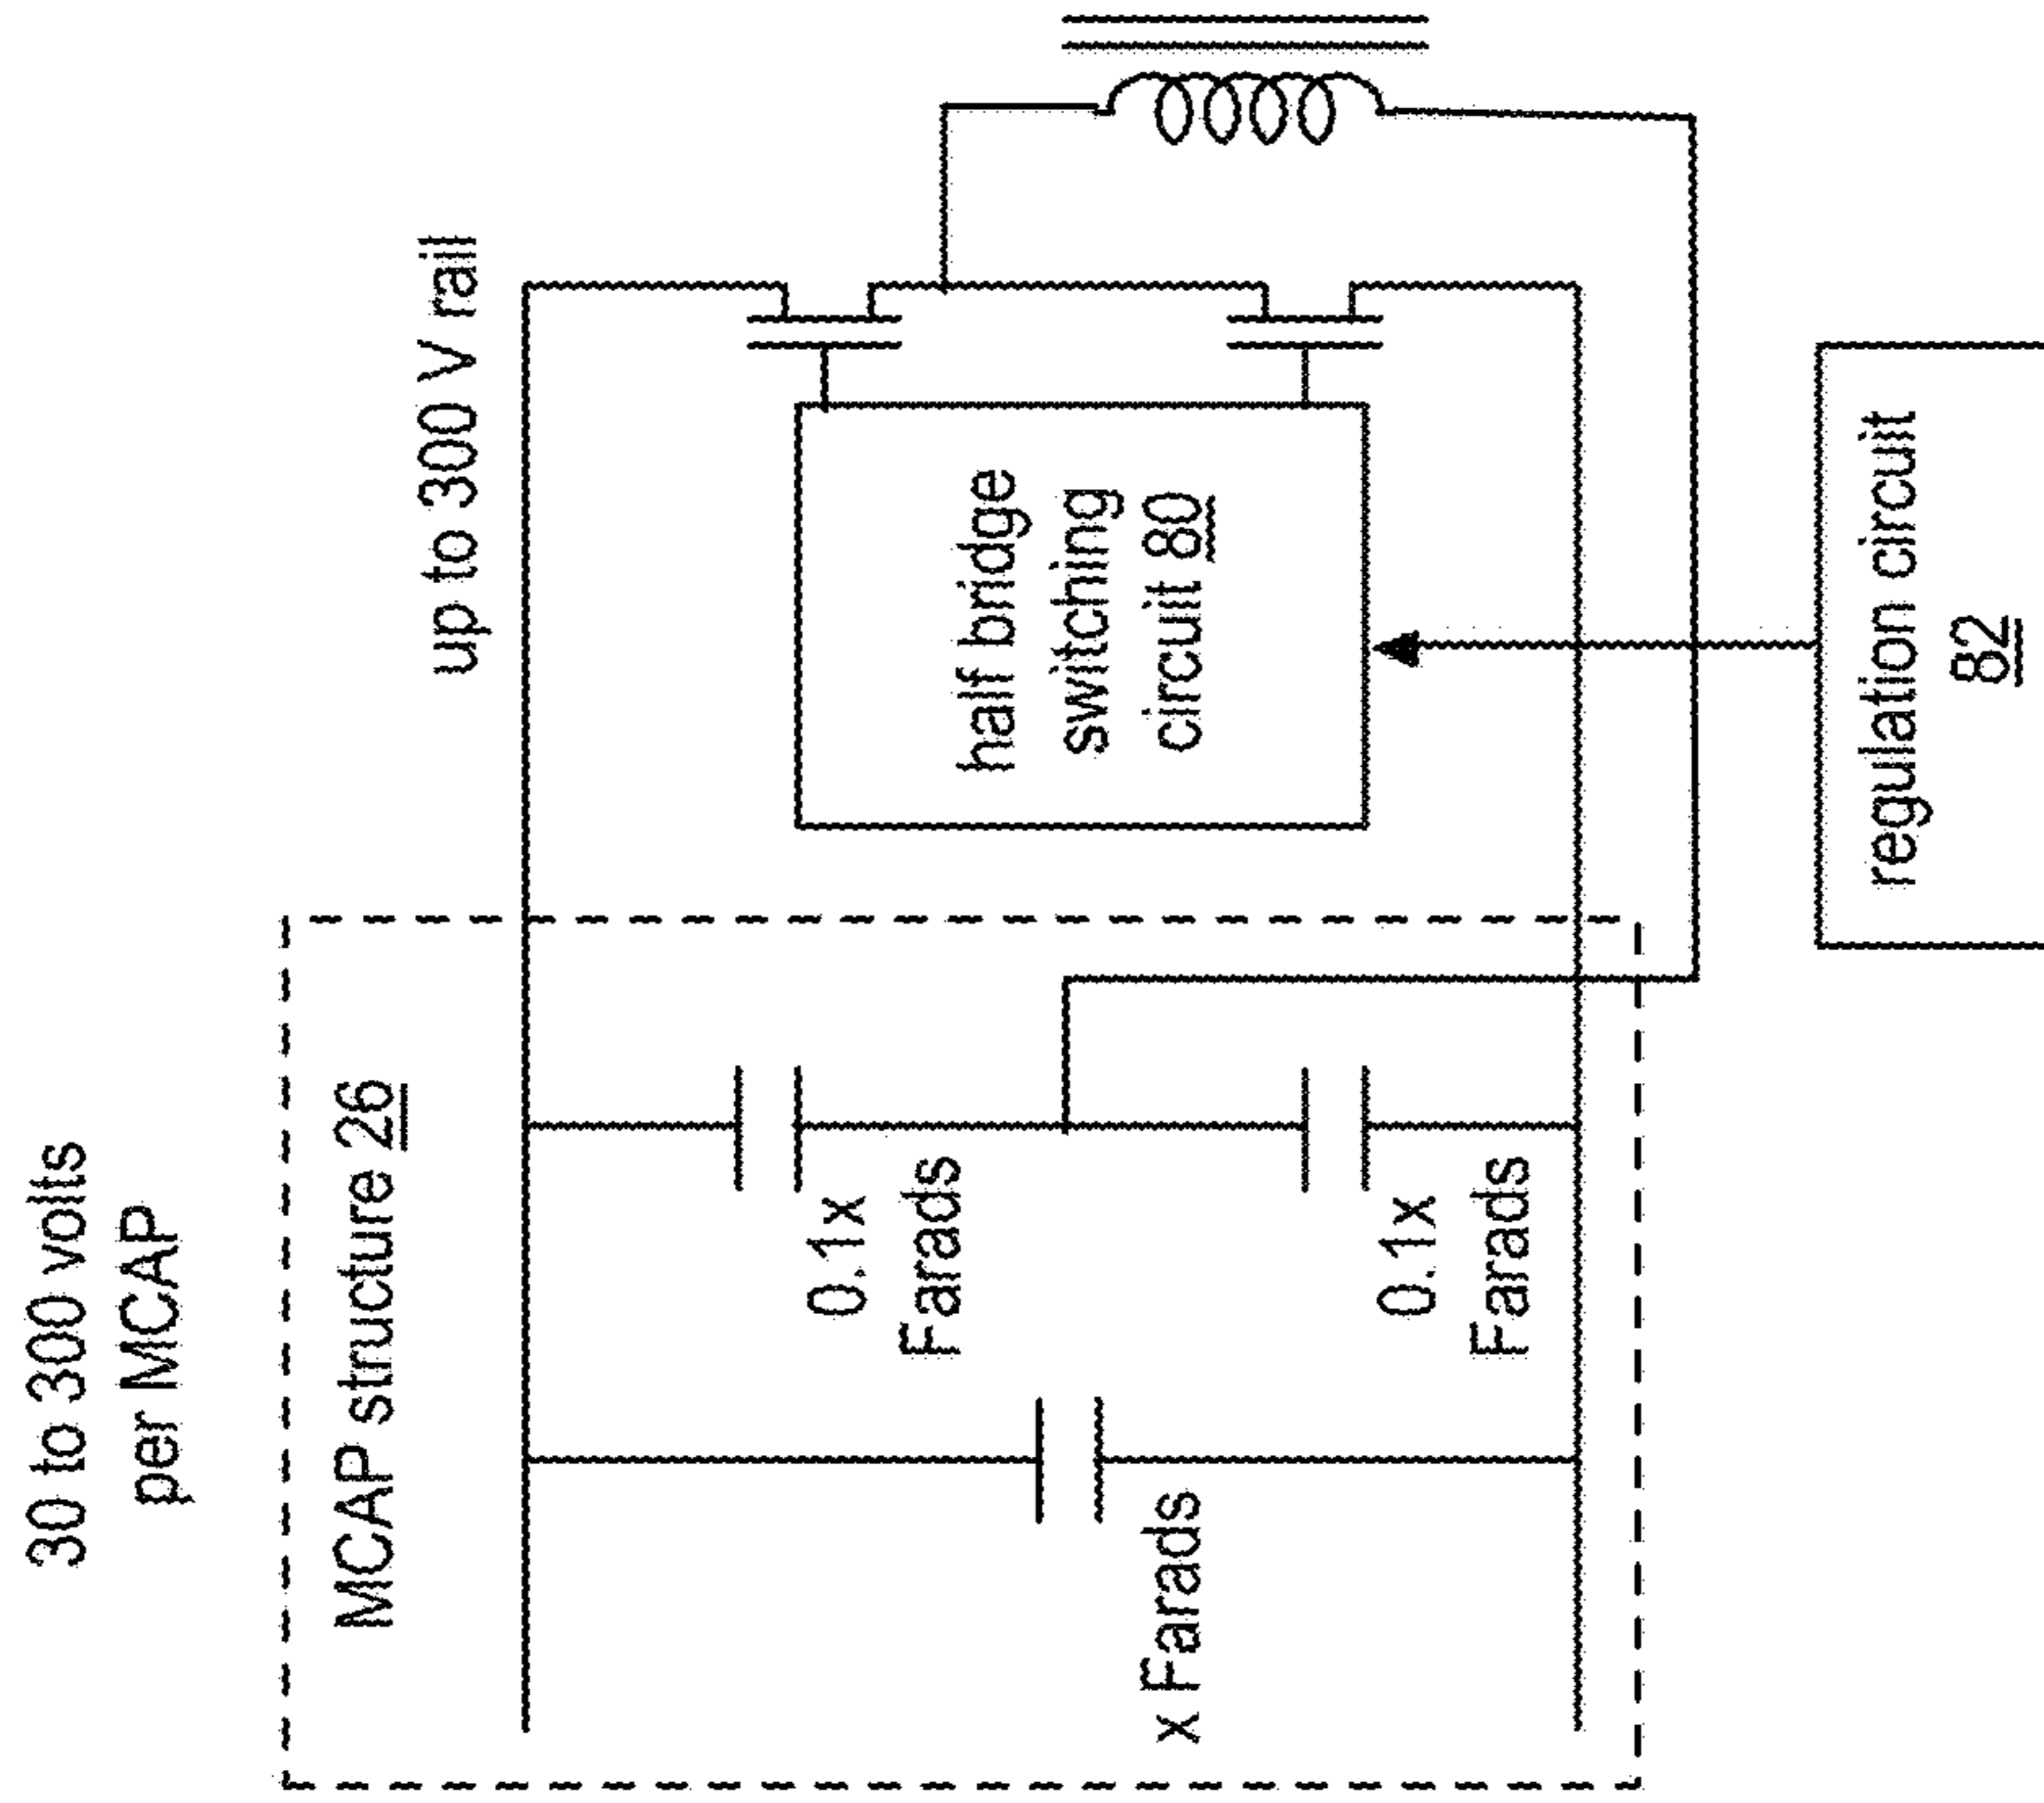 30 to 300 volts
per MCAP
MCAP structure 26
up to 300 V rail
x Farads
0.1x
Farads
0.1x
Farads
half bridge
switching
circuit 80
regulation circuit
82